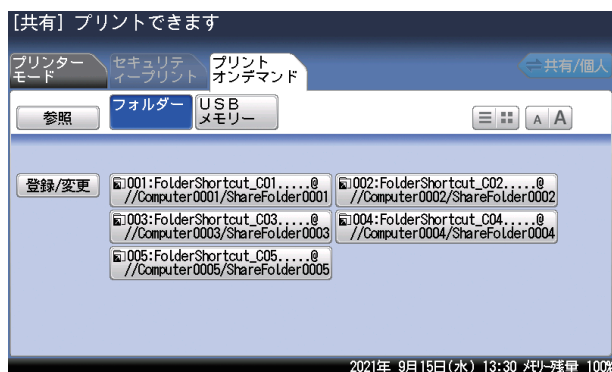 [共有] プリントできます
プリンター
モード
セキュリテ
ィープリント
プリント
オンデマンド
共有/個人
参照
フォルダー
USB
メモリー
A A
登録/変更
001:FolderShortcut_C01.....@
//Computer0001/ShareFolder0001
002:FolderShortcut_C02.....@
//Computer0002/ShareFolder0002
003:FolderShortcut_C03.....@
//Computer0003/ShareFolder0003
004:FolderShortcut_C04.....@
//Computer0004/ShareFolder0004
005:FolderShortcut_C05.....@
//Computer0005/ShareFolder0005
2021年 9月15日(水) 13:30 メモリー残量 100%